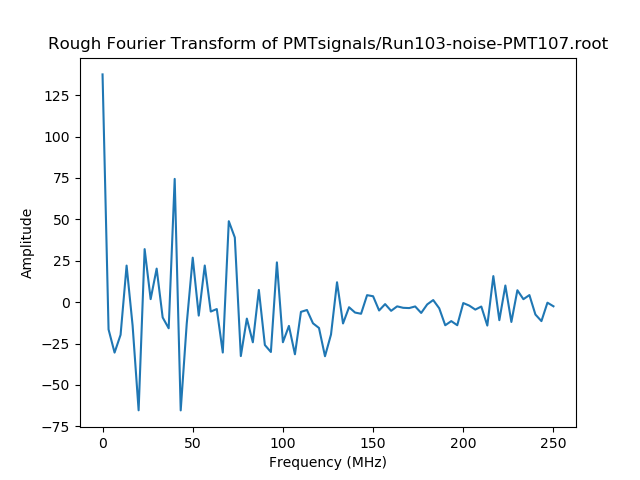 Rough Fourier Transform of PMTsignals/Run103-noise-PMT107.root
125
100
75
50
25
0
−25
−50
−75
Amplitude
0 50 100 150 200 250
Frequency (MHz)